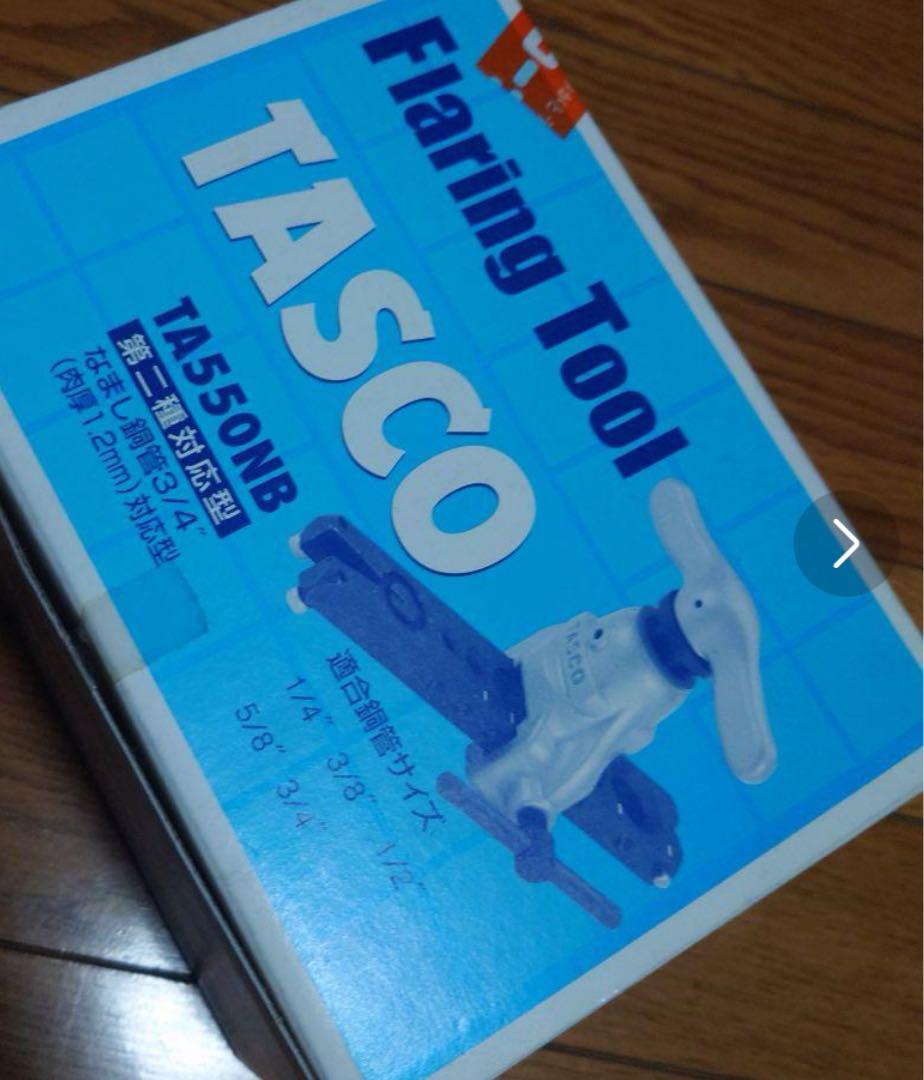 Flaring Tool
TASCO
TA550NB
第二種対応型
なまし銅管3/4"
(肉厚1.2mm)対応型
TASCO
適合銅管サイズ
1/4" 3/8" 1/2"
5/8" 3/4"